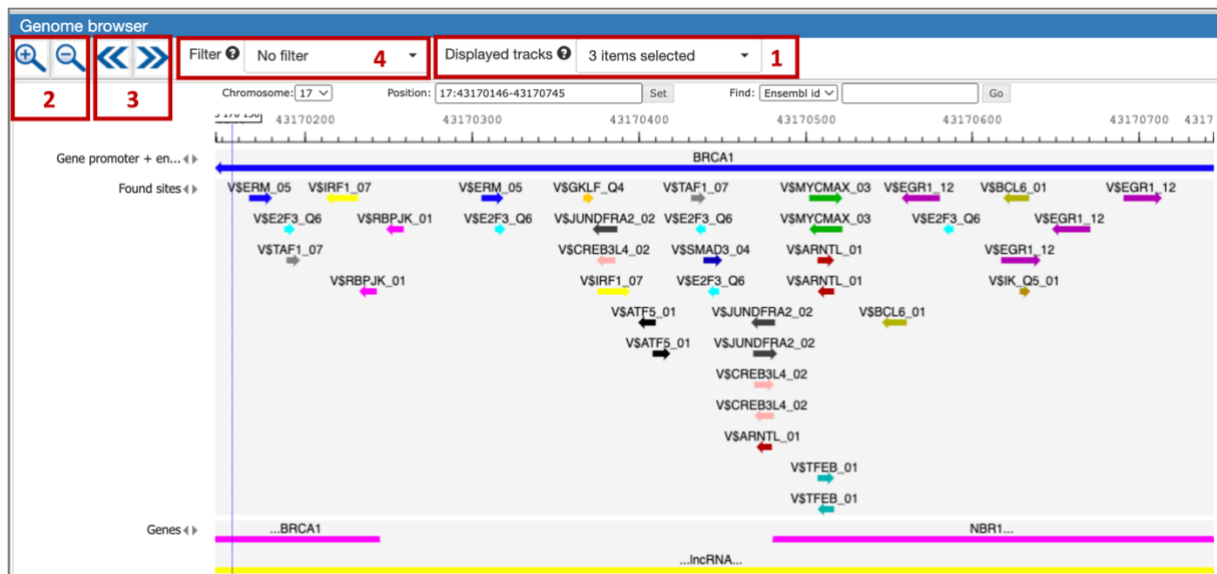 Genome browser
Filter ? No filter 4 Displayed tracks ? 3 items selected 1
2 3
Chromosome: 17 Position: 17:43170146-43170745 Set Find: Ensembl id Go
43170200 43170300 43170400 43170500 43170600 43170700 4317
Gene promoter + en... BRCA1
Found sites V$ERM_05 V$IRF1_07 V$ERM_05 V$GKLF_Q4 V$TAF1_07 V$MYCMAX_03 V$EGR1_12 V$BCL6_01 V$EGR1_12
V$E2F3_Q6 V$RBPJK_01 V$E2F3_Q6 V$JUNDFRA2_02 V$E2F3_Q6 V$MYCMAX_03 V$E2F3_Q6 V$EGR1_12
V$TAF1_07 V$CREB3L4_02 V$SMAD3_04 V$ARNTL_01 V$EGR1_12
V$RBPJK_01 V$IRF1_07 V$E2F3_Q6 V$ARNTL_01 V$IK_Q5_01
V$ATF5_01 V$JUNDFRA2_02 V$BCL6_01
V$ATF5_01 V$JUNDFRA2_02
V$CREB3L4_02
V$CREB3L4_02
V$ARNTL_01
V$TFEB_01
V$TFEB_01
Genes ...BRCA1 NBR1...
...lncRNA...